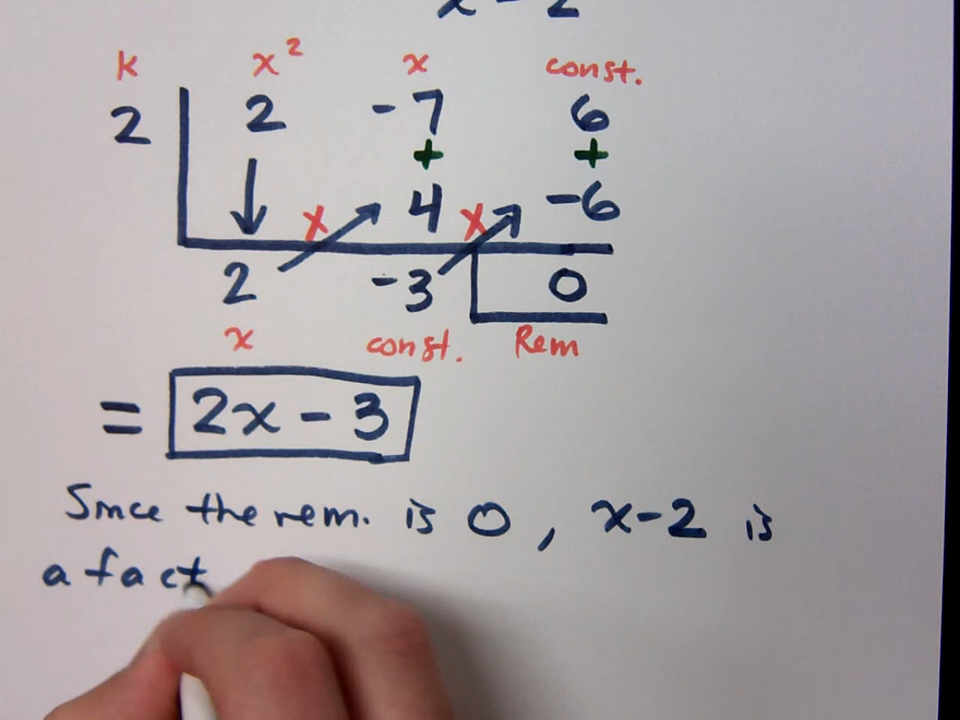 x - 2
k x² x const.
2 2 -7 6
+ +
x 4 x -6
2 -3 0
x const. Rem
= 2x - 3
Since the rem. is 0, x-2 is
a fact